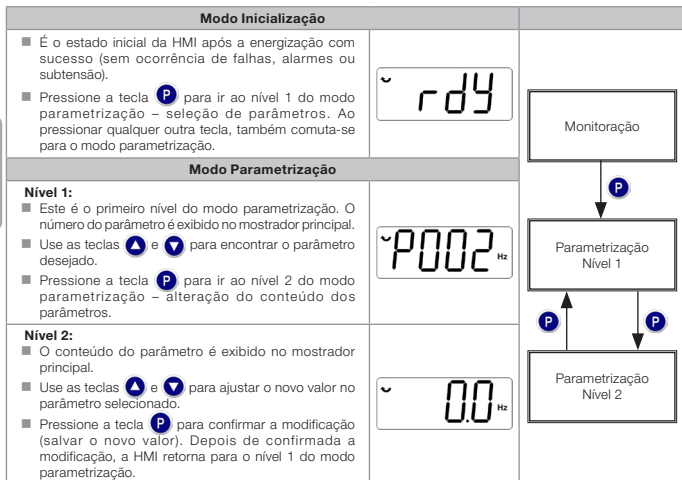 Modo Inicialização
É o estado inicial da HMI após a energização com
sucesso (sem ocorrência de falhas, alarmes ou
subtensão).
Pressione a tecla P para ir ao nível 1 do modo
parametrização – seleção de parâmetros. Ao
pressionar qualquer outra tecla, também comuta-se
para o modo parametrização.
rdy
Modo Parametrização
Nível 1:
Este é o primeiro nível do modo parametrização. O
número do parâmetro é exibido no mostrador principal.
Use as teclas e para encontrar o parâmetro
desejado.
Pressione a tecla P para ir ao nível 2 do modo
parametrização – alteração do conteúdo dos
parâmetros.
P002 Hz
Nível 2:
O conteúdo do parâmetro é exibido no mostrador
principal.
Use as teclas e para ajustar o novo valor no
parâmetro selecionado.
Pressione a tecla P para confirmar a modificação
(salvar o novo valor). Depois de confirmada a
modificação, a HMI retorna para o nível 1 do modo
parametrização.
0.0 Hz
Monitoração
P
Parametrização
Nível 1
P P
Parametrização
Nível 2